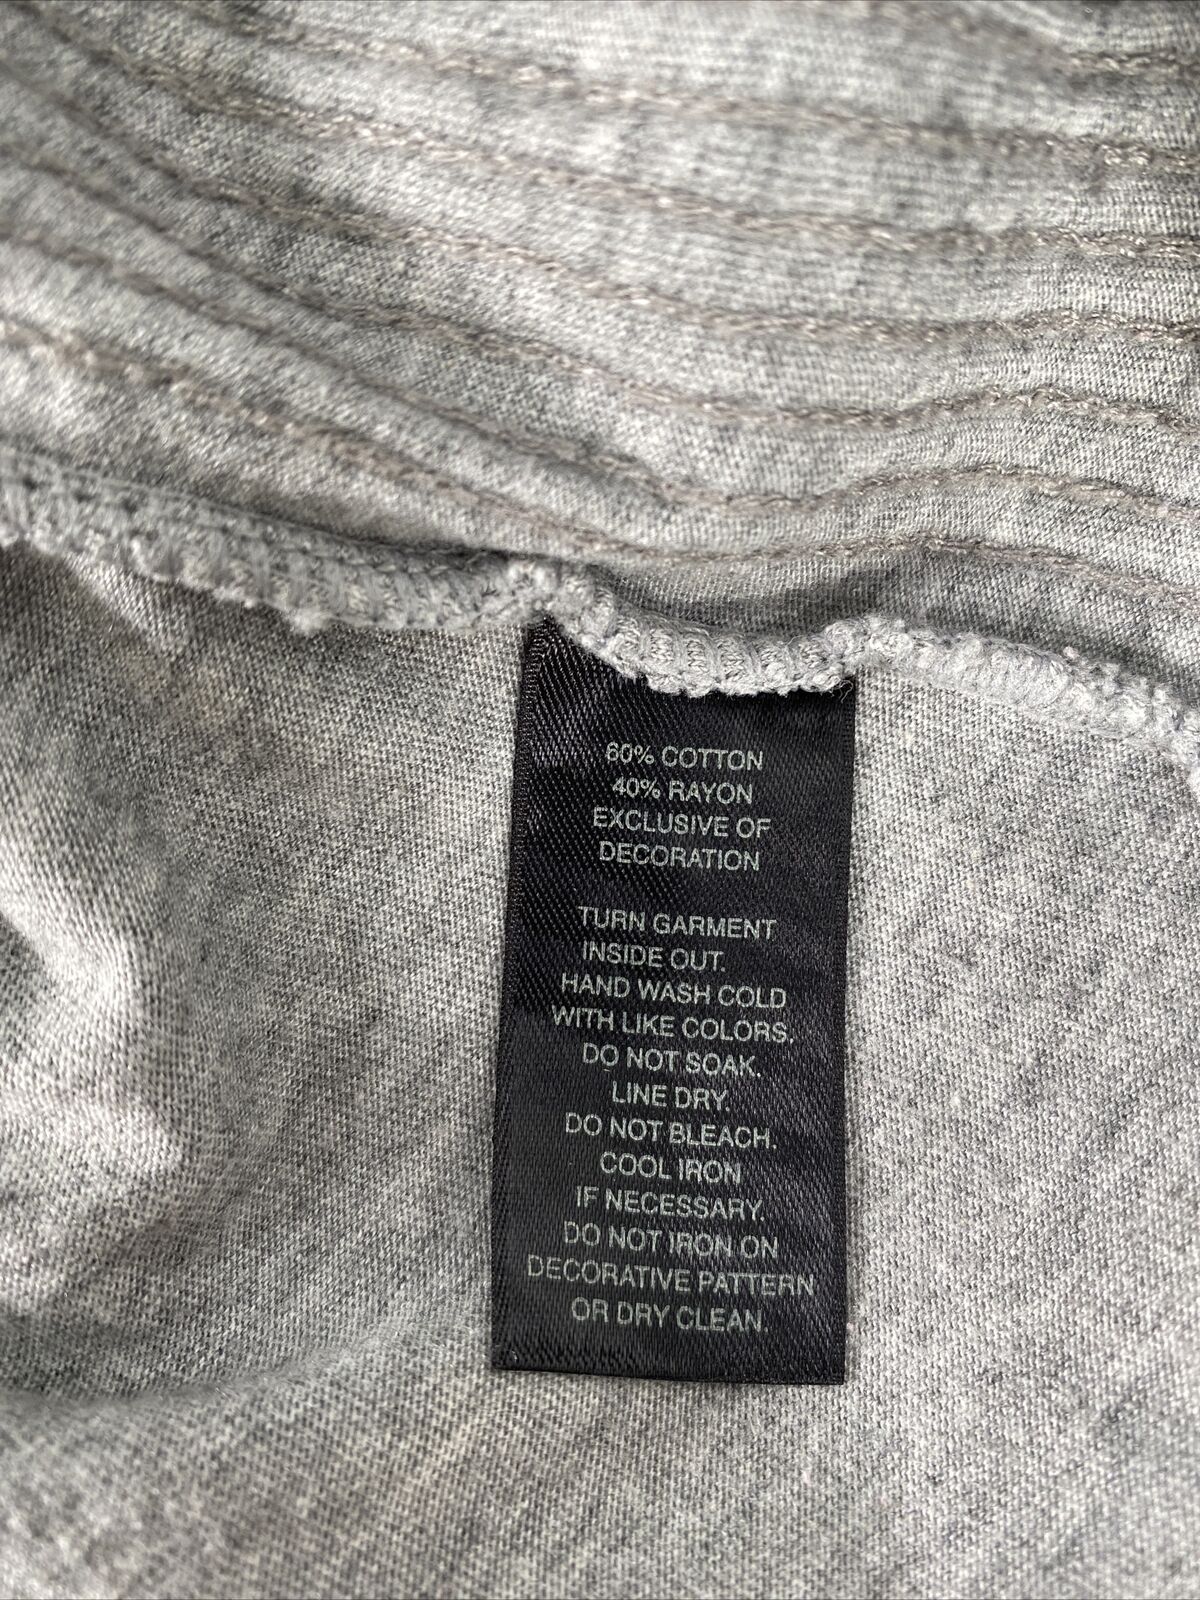 60% COTTON
40% RAYON
EXCLUSIVE OF
DECORATION
TURN GARMENT
INSIDE OUT.
HAND WASH COLD
WITH LIKE COLORS.
DO NOT SOAK.
LINE DRY.
DO NOT BLEACH.
COOL IRON
IF NECESSARY.
DO NOT IRON ON
DECORATIVE PATTERN
OR DRY CLEAN.